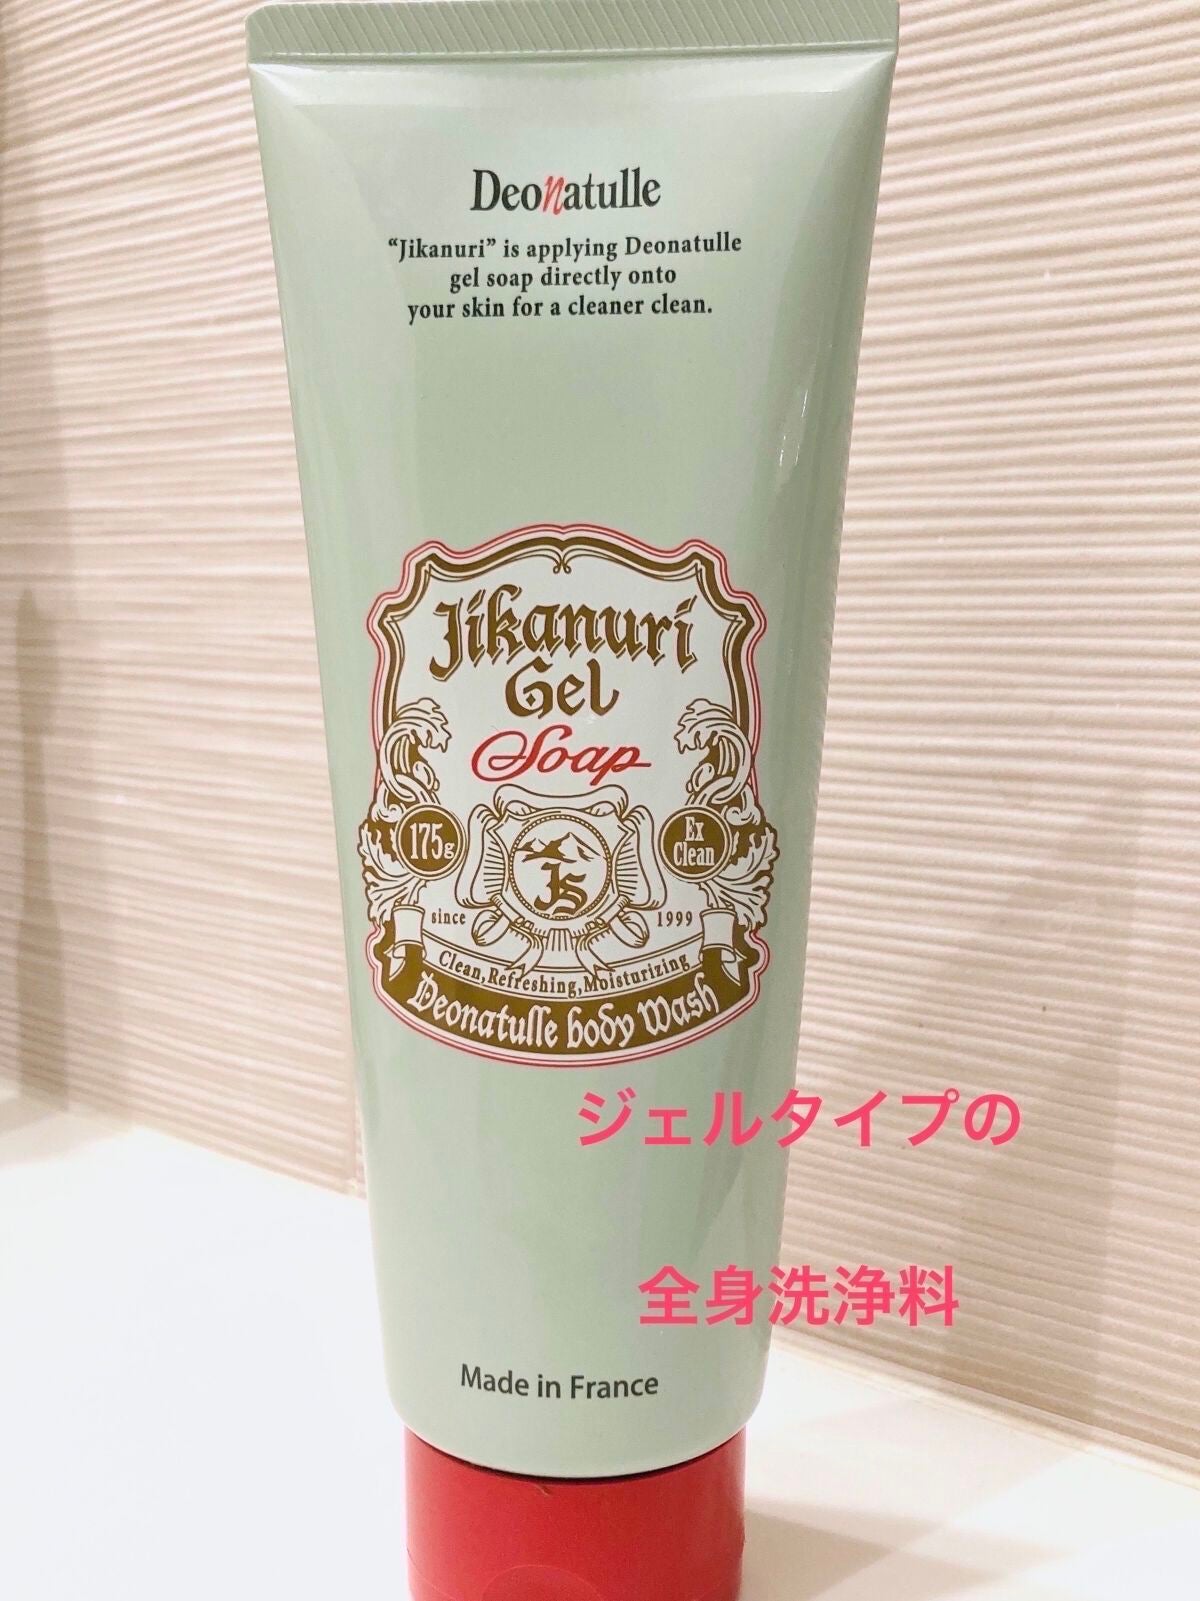 Deonatulle
“Jikanuri” is applying Deonatulle
gel soap directly onto
your skin for a cleaner clean.
Jikanuri
Gel
Soap
175g
Ex
Clean
JS
since
1999
Clean,Refreshing,Moisturizing
Deonatulle body Wash
ジェルタイプの
全身洗浄料
Made in France